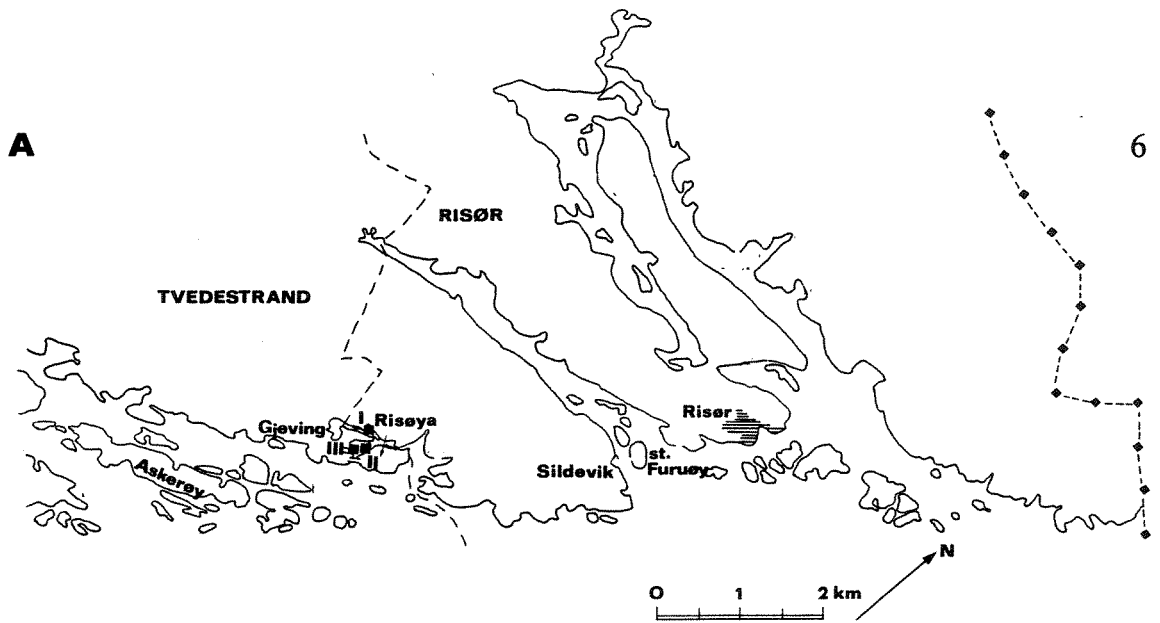 A
6
RISØR
TVEDESTRAND
Risør
I Risøya
Gjeving
III
II
st.
Furuøy
Sildevik
Askerøy
N
0 1 2 km